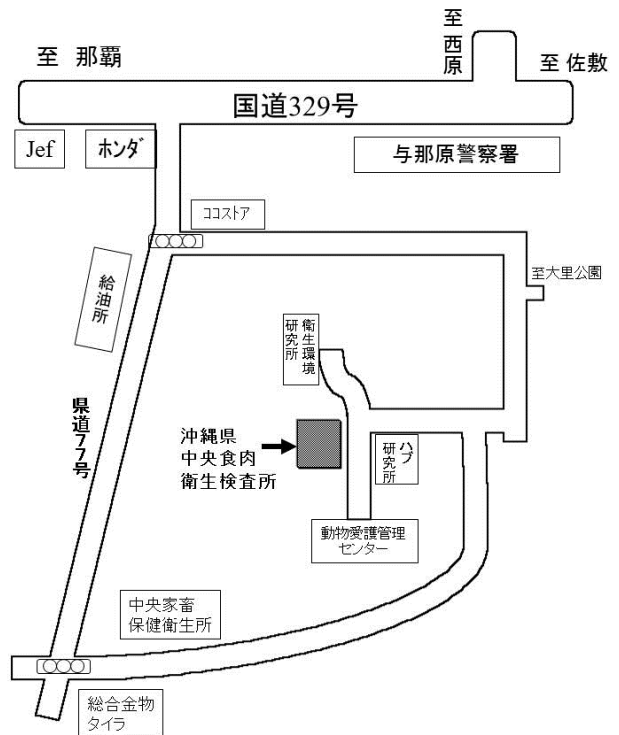 至 那覇
至西原
至 佐敷
国道329号
Jef
ホンダ
与那原警察署
ココストア
給油所
至大里公園
衛生環境
研究所
県道77号
沖縄県
中央食肉
衛生検査所
ハブ
研究所
動物愛護管理
センター
中央家畜
保健衛生所
総合金物
タイラ